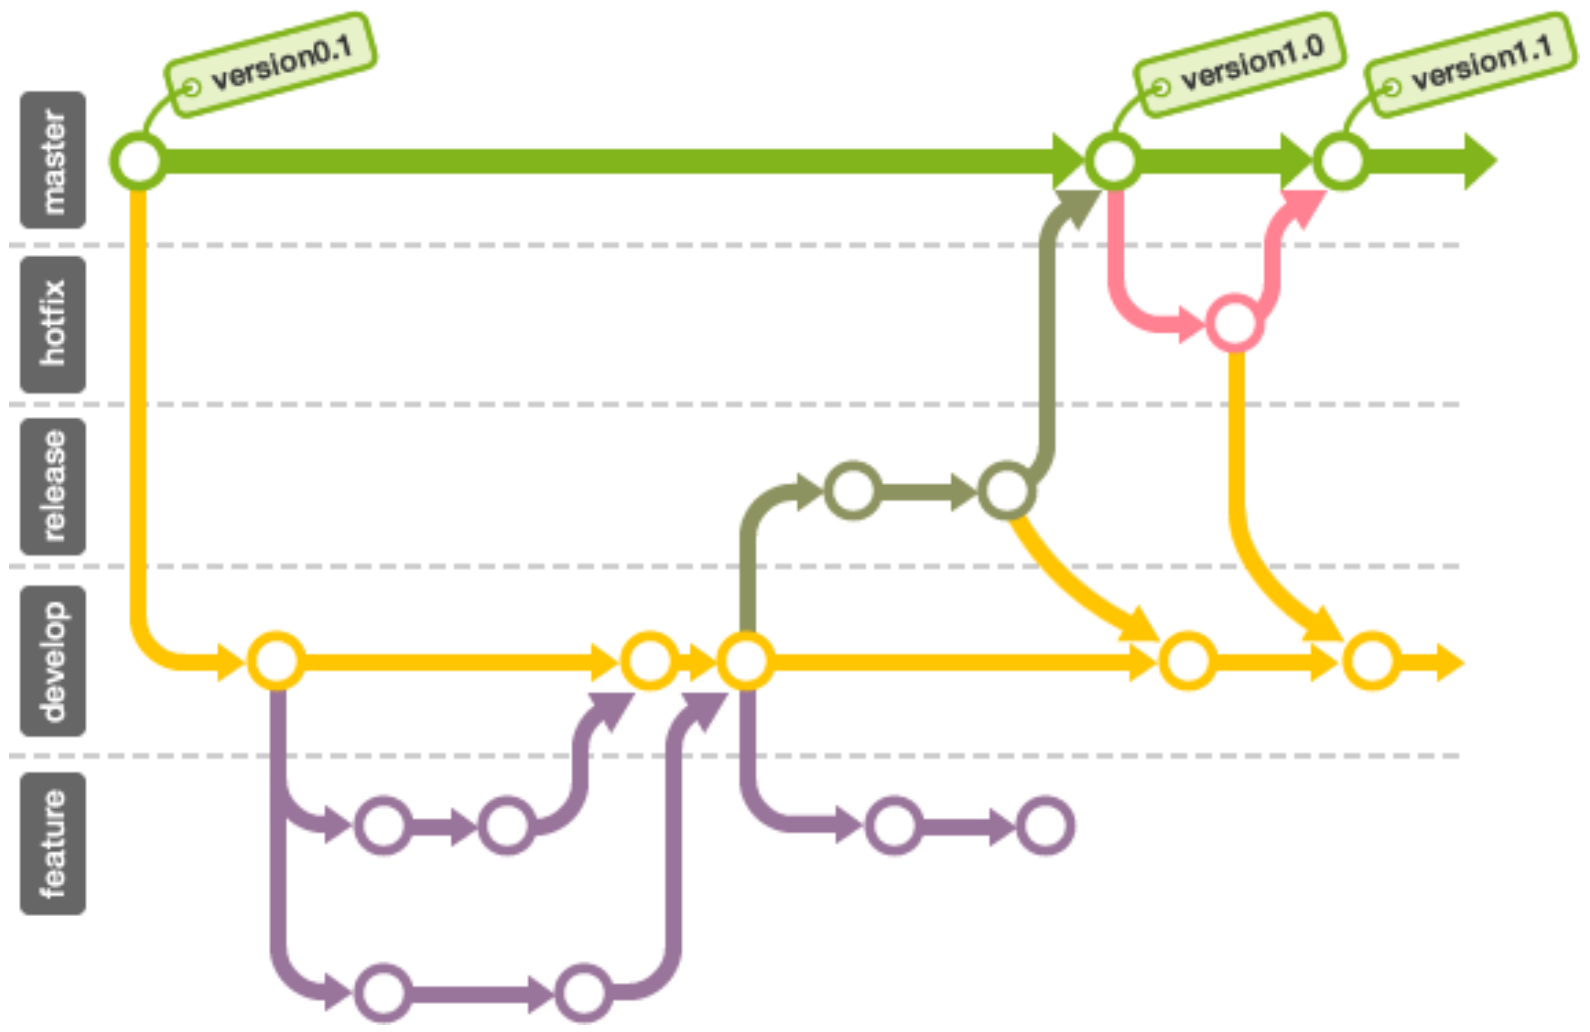 version0.1
version1.0
version1.1
master
hotfix
release
develop
feature